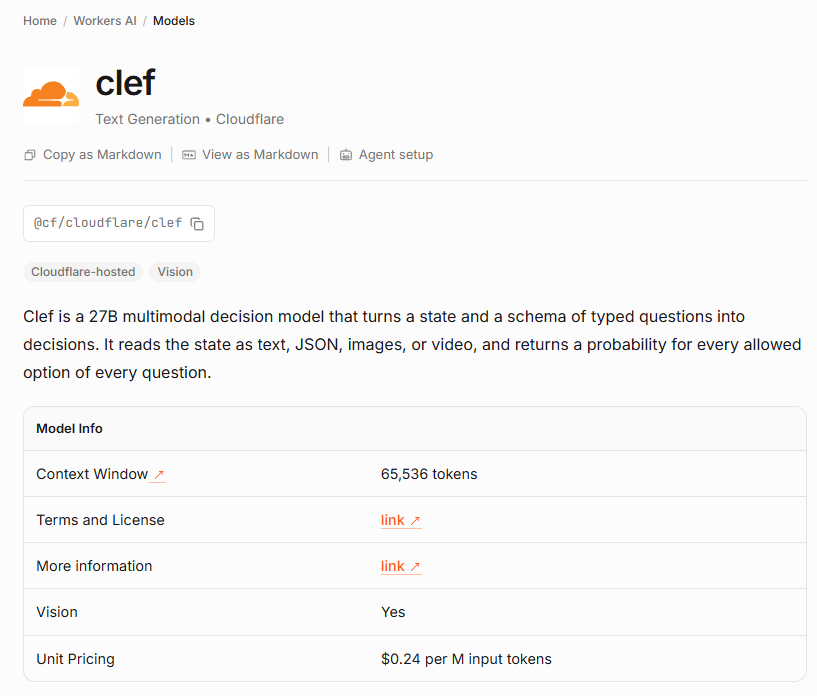 Home / Workers AI / Models
clef
Text Generation • Cloudflare
Copy as Markdown | View as Markdown | Agent setup
@cf/cloudflare/clef
Cloudflare-hosted Vision
Clef is a 27B multimodal decision model that turns a state and a schema of typed questions into
decisions. It reads the state as text, JSON, images, or video, and returns a probability for every allowed
option of every question.
Model Info
Context Window ↗ 65,536 tokens
Terms and License link ↗
More information link ↗
Vision Yes
Unit Pricing $0.24 per M input tokens